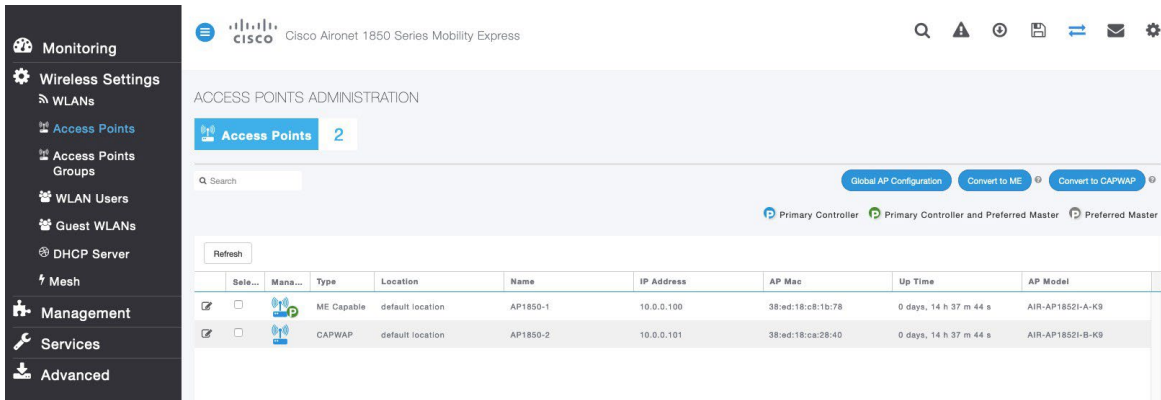 Monitoring
Wireless Settings
WLANs
Access Points
Access Points
Groups
WLAN Users
Guest WLANs
DHCP Server
Mesh
Management
Services
Advanced
CISCO Cisco Aironet 1850 Series Mobility Express
ACCESS POINTS ADMINISTRATION
Access Points 2
Search
Global AP Configuration Convert to ME Convert to CAPWAP
P Primary Controller P Primary Controller and Preferred Master P Preferred Master
Refresh
Sele... Mana... Type Location Name IP Address AP Mac Up Time AP Model
P ME Capable default location AP1850-1 10.0.0.100 38:ed:18:c8:1b:78 0 days, 14 h 37 m 44 s AIR-AP1852I-A-K9
CAPWAP default location AP1850-2 10.0.0.101 38:ed:18:ca:28:40 0 days, 14 h 37 m 44 s AIR-AP1852I-B-K9